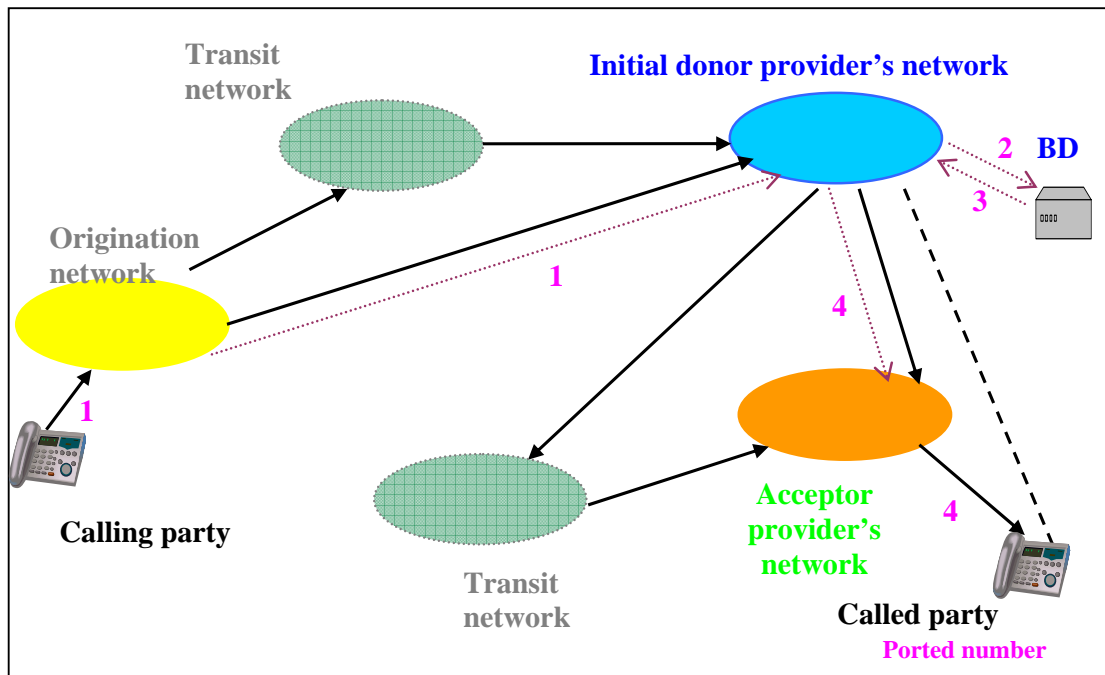 Transit
network
Initial donor provider's network
2
BD
3
Origination
network
1
4
1
Calling party
Acceptor
provider's
network
4
Transit
network
Called party
Ported number